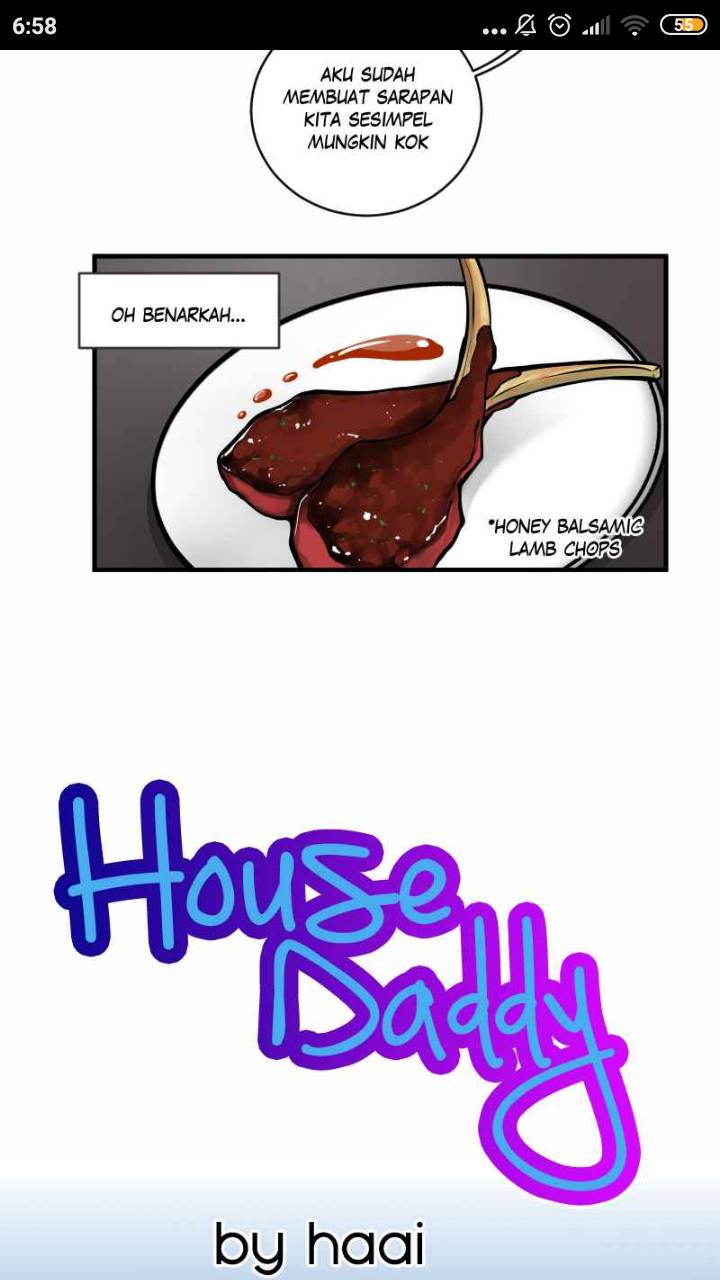 6:58
55
AKU SUDAH
MEMBUAT SARAPAN
KITA SESIMPEL
MUNGKIN KOK
OH BENARKAH...
*HONEY BALSAMIC
LAMB CHOPS
House
Daddy
by haai